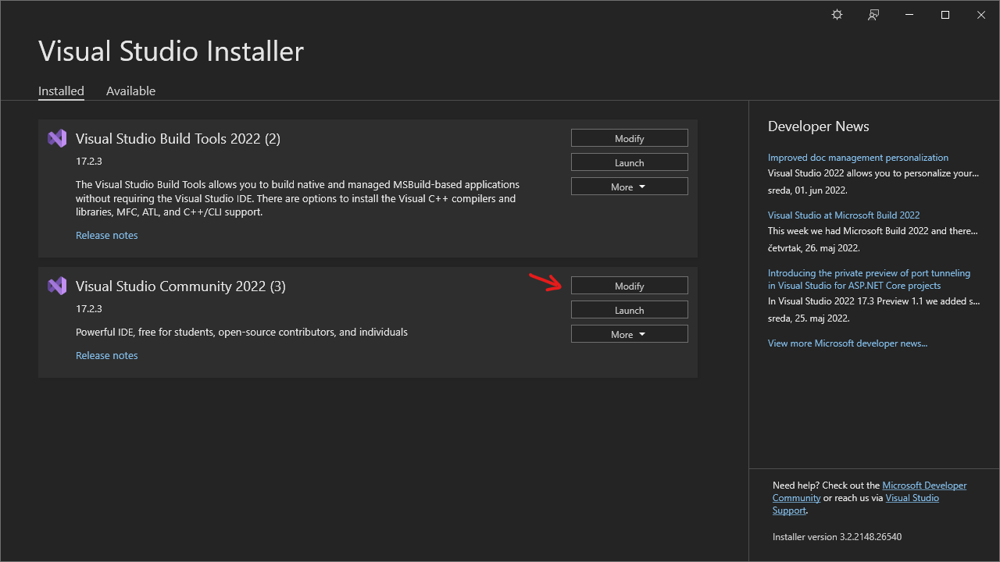 Visual Studio Installer
Installed
Available
Visual Studio Build Tools 2022 (2)
17.2.3
The Visual Studio Build Tools allows you to build native and managed MSBuild-based applications
without requiring the Visual Studio IDE. There are options to install the Visual C++ compilers and
libraries, MFC, ATL, and C++/CLI support.
Release notes
Modify
Launch
More
Visual Studio Community 2022 (3)
17.2.3
Powerful IDE, free for students, open-source contributors, and individuals
Release notes
Modify
Launch
More
Developer News
Improved doc management personalization
Visual Studio 2022 allows you to personalize your...
sreda, 01. jun 2022.
Visual Studio at Microsoft Build 2022
This week we had Microsoft Build 2022 and there...
četvrtak, 26. maj 2022.
Introducing the private preview of port tunneling
in Visual Studio for ASP.NET Core projects
In Visual Studio 2022 17.3 Preview 1.1 we added s...
sreda, 25. maj 2022.
View more Microsoft developer news...
Need help? Check out the Microsoft Developer
Community or reach us via Visual Studio
Support.
Installer version 3.2.2148.26540